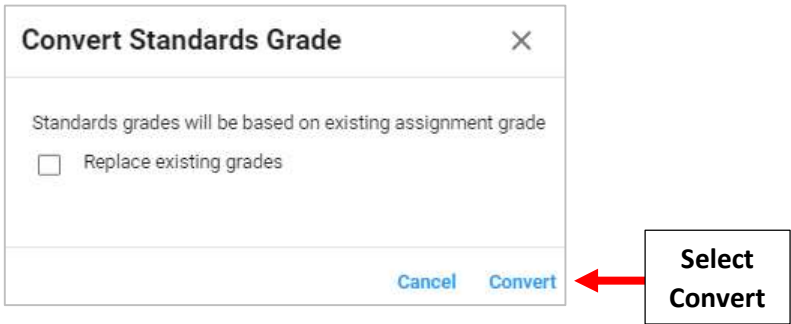 Convert Standards Grade
Standards grades will be based on existing assignment grade
Replace existing grades
Cancel Convert
Select
Convert